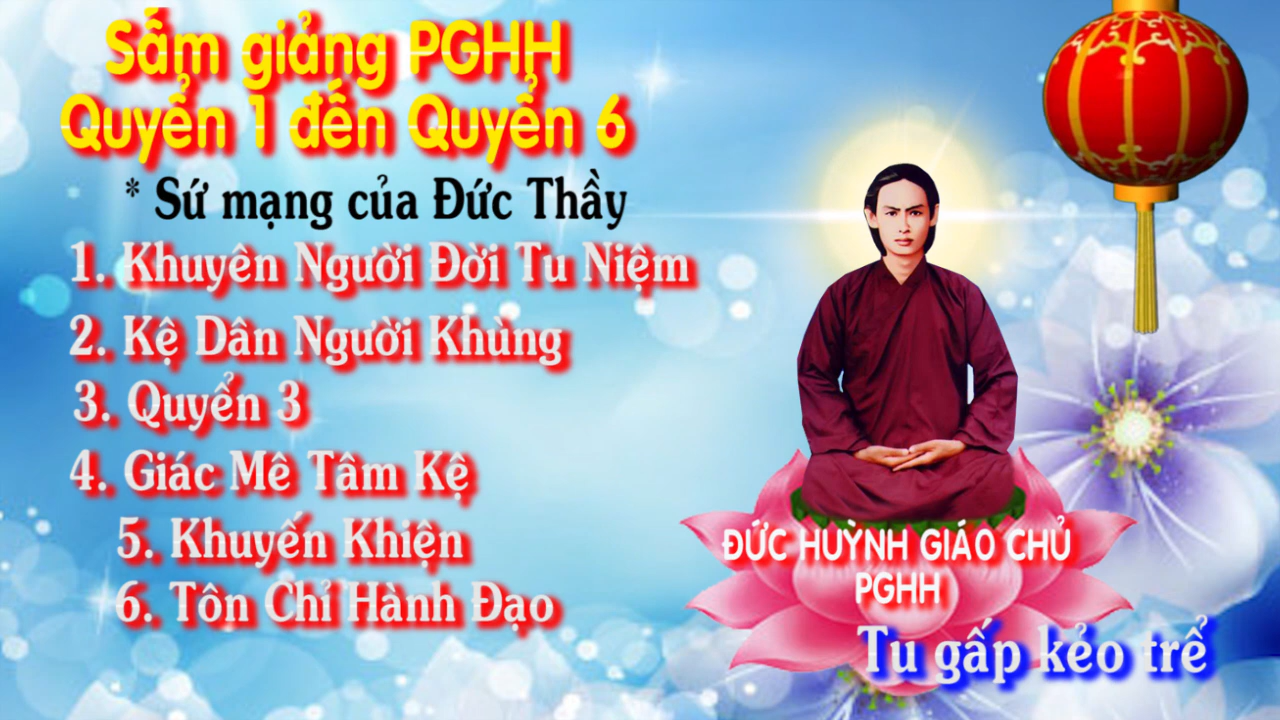 Sấm giảng PGHH
Quyển 1 đến Quyển 6
* Sứ mạng của Đức Thầy
1. Khuyên Người Đời Tu Niệm
2. Kệ Dân Người Khùng
3. Quyển 3
4. Giác Mê Tâm Kệ
5. Khuyến Khiện
6. Tôn Chỉ Hành Đạo
ĐỨC HUỲNH GIÁO CHỦ
PGHH
Tu gấp kẻo trể